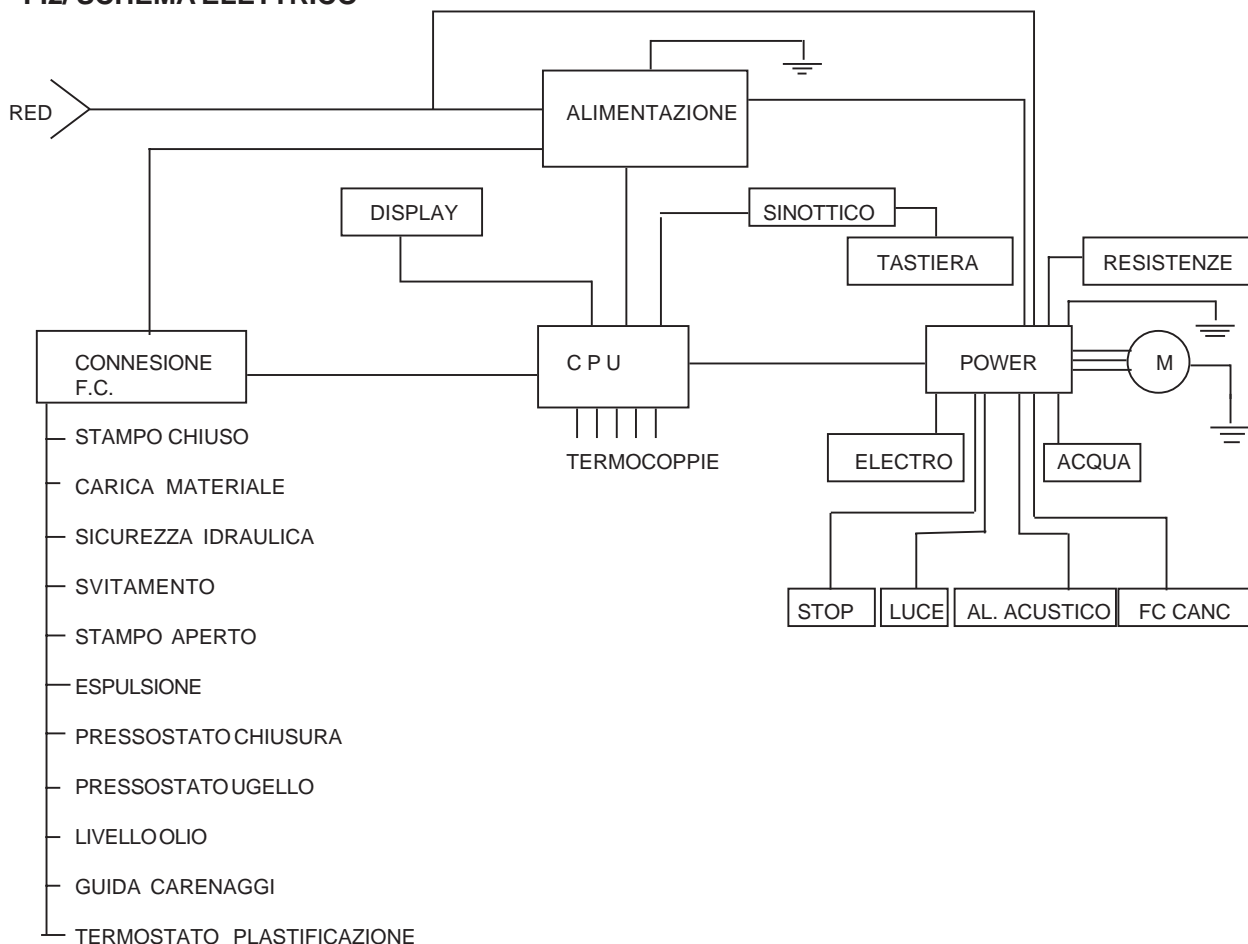 RED
ALIMENTAZIONE
DISPLAY
SINOTTICO
TASTIERA
RESISTENZE
CONNESIONE
F.C.
C P U
POWER
M
TERMOCOPPIE
ELECTRO
ACQUA
STOP
LUCE
AL. ACUSTICO
FC CANC
STAMPO CHIUSO
CARICA MATERIALE
SICUREZZA IDRAULICA
SVITAMENTO
STAMPO APERTO
ESPULSIONE
PRESSOSTATO CHIUSURA
PRESSOSTATO UGELLO
LIVELLO OLIO
GUIDA CARENAGGI
TERMOSTATO PLASTIFICAZIONE